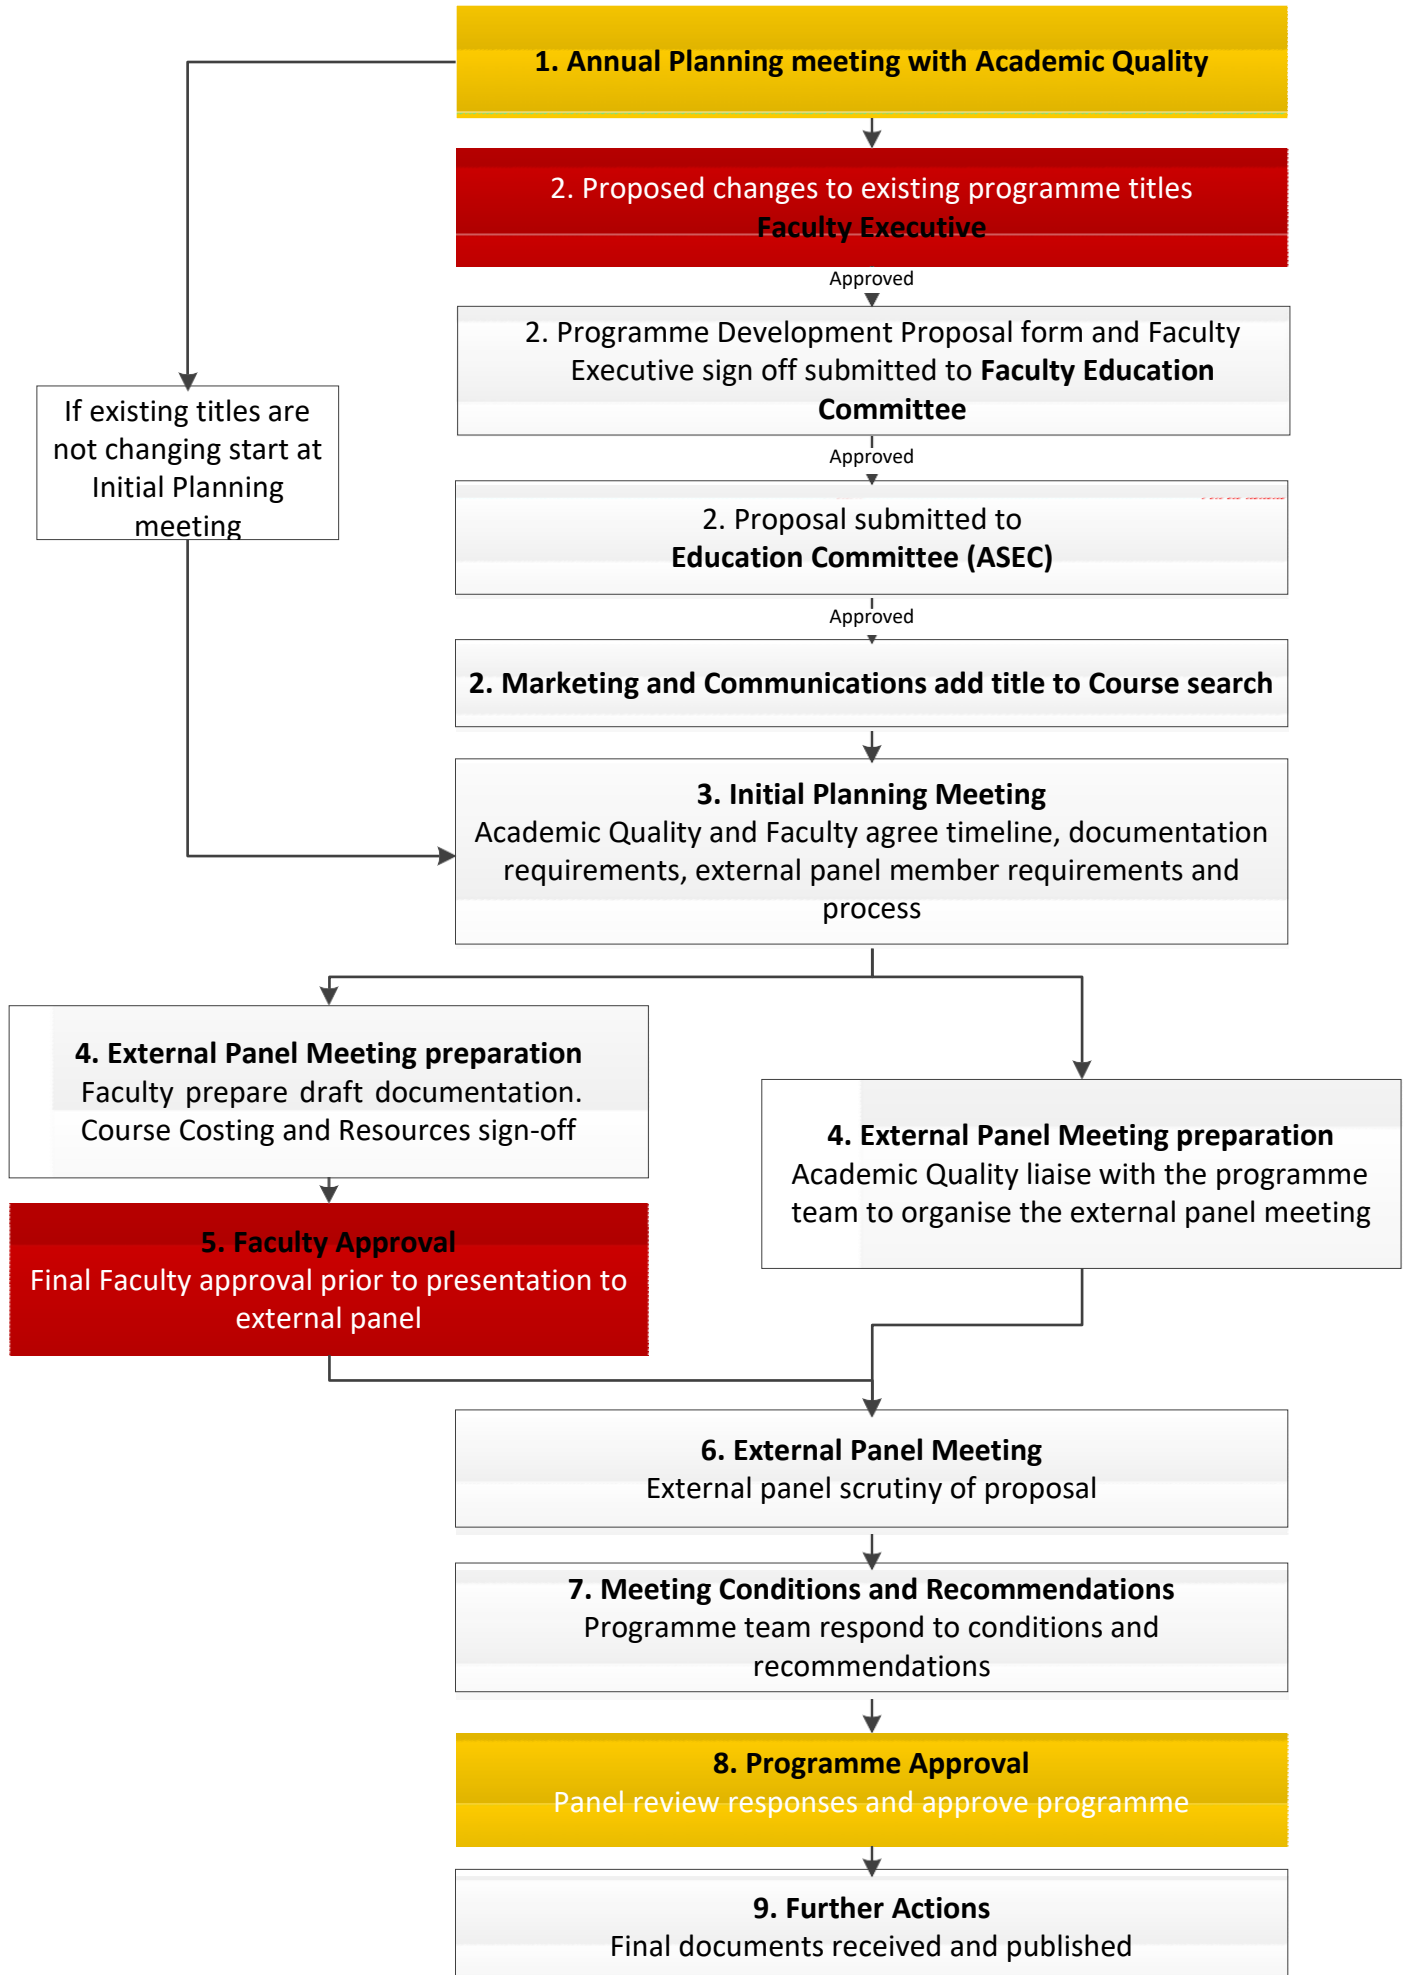 1. Annual Planning meeting with Academic Quality
2. Proposed changes to existing programme titles
Faculty Executive
Approved
2. Programme Development Proposal form and Faculty
Executive sign off submitted to Faculty Education
Committee
If existing titles are
not changing start at
Initial Planning
meeting
Approved
2. Proposal submitted to
Education Committee (ASEC)
Approved
2. Marketing and Communications add title to Course search
3. Initial Planning Meeting
Academic Quality and Faculty agree timeline, documentation
requirements, external panel member requirements and
process
4. External Panel Meeting preparation
Faculty prepare draft documentation.
Course Costing and Resources sign-off
4. External Panel Meeting preparation
Academic Quality liaise with the programme
team to organise the external panel meeting
5. Faculty Approval
Final Faculty approval prior to presentation to
external panel
6. External Panel Meeting
External panel scrutiny of proposal
7. Meeting Conditions and Recommendations
Programme team respond to conditions and
recommendations
8. Programme Approval
Panel review responses and approve programme
9. Further Actions
Final documents received and published